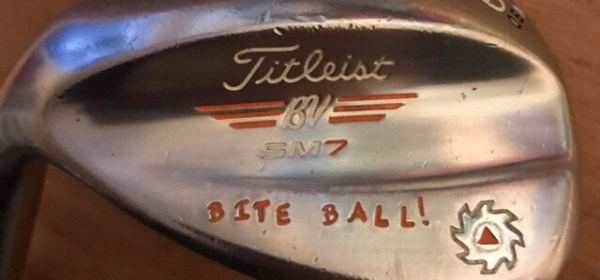 Titleist
BV
SM7
BITE BALL!